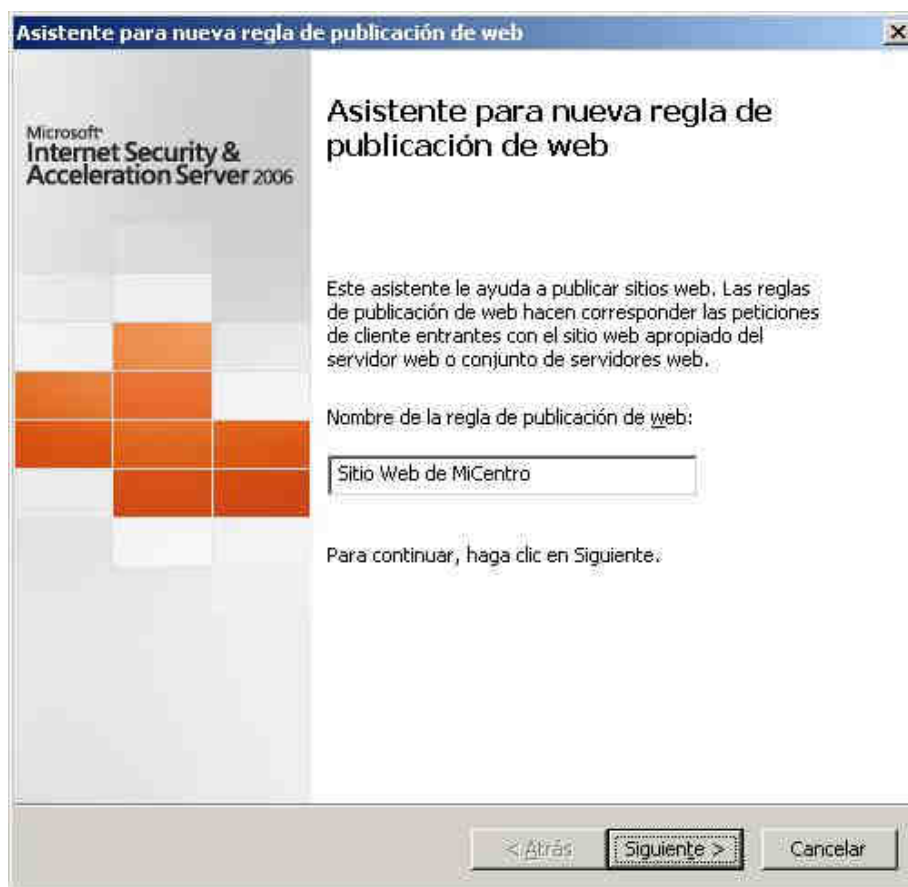 Asistente para nueva regla de publicación de web
Microsoft
Internet Security &
Acceleration Server 2006
Asistente para nueva regla de
publicación de web
Este asistente le ayuda a publicar sitios web. Las reglas
de publicación de web hacen corresponder las peticiones
de cliente entrantes con el sitio web apropiado del
servidor web o conjunto de servidores web.
Nombre de la regla de publicación de web:
Sitio Web de MiCentro
Para continuar, haga clic en Siguiente.
< Atrás
Siguiente >
Cancelar